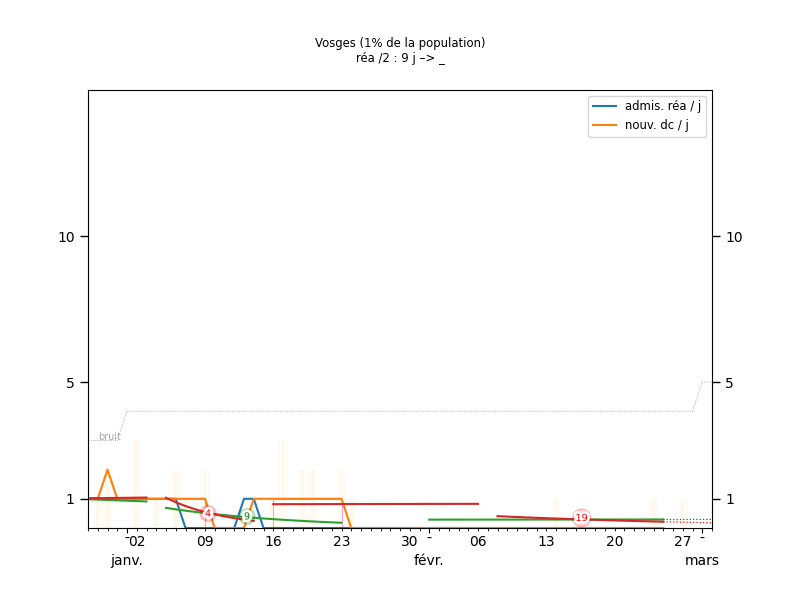 Vosges (1% de la population)
réa /2 : 9 j –> _
admis. réa / j
nouv. dc / j
10
10
5
5
bruit
1
1
4
9
19
02
09
16
23
30
06
13
20
27
janv.
févr.
mars